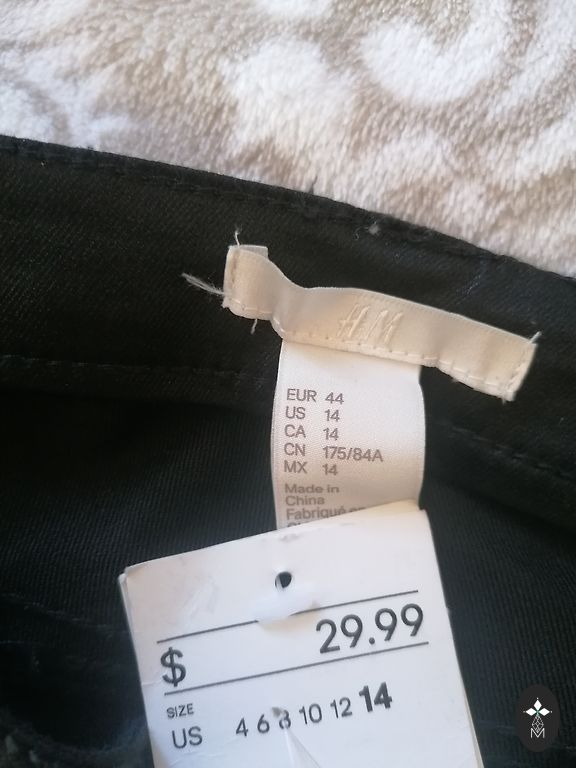 H&M
EUR 44
US 14
CA 14
CN 175/84A
MX 14
Made in
China
Fabriqué en
$ 29.99
SIZE
US 4 6 8 10 12 14
M